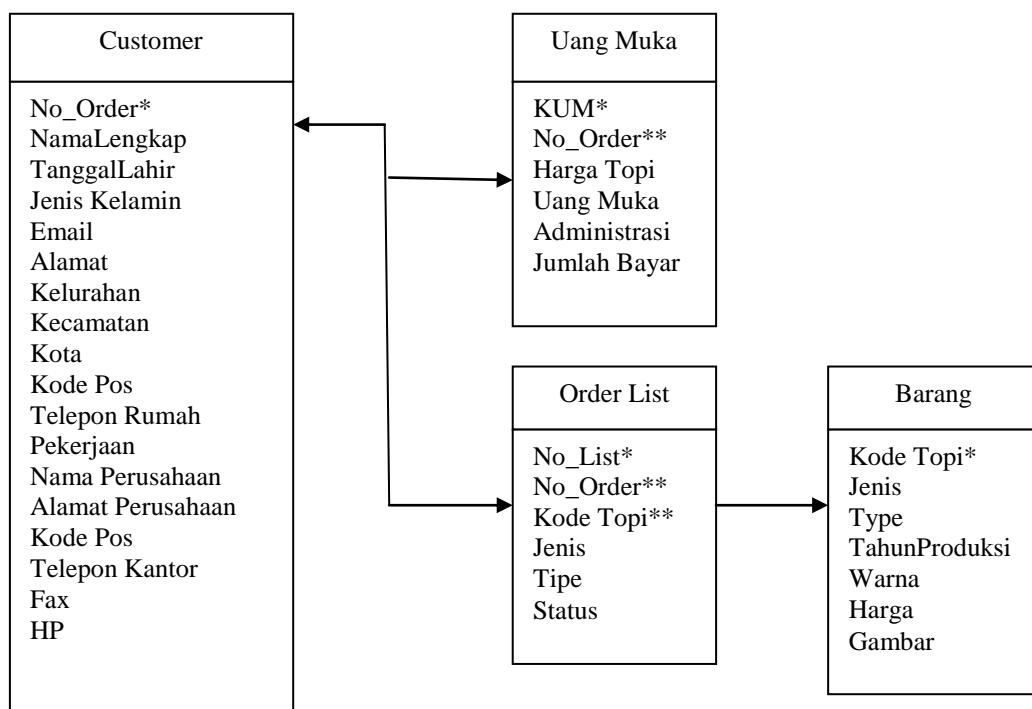 Customer
No_Order*
NamaLengkap
TanggalLahir
Jenis Kelamin
Email
Alamat
Kelurahan
Kecamatan
Kota
Kode Pos
Telepon Rumah
Pekerjaan
Nama Perusahaan
Alamat Perusahaan
Kode Pos
Telepon Kantor
Fax
HP
Uang Muka
KUM*
No_Order**
Harga Topi
Uang Muka
Administrasi
Jumlah Bayar
Order List
No_List*
No_Order**
Kode Topi**
Jenis
Tipe
Status
Barang
Kode Topi*
Jenis
Type
TahunProduksi
Warna
Harga
Gambar